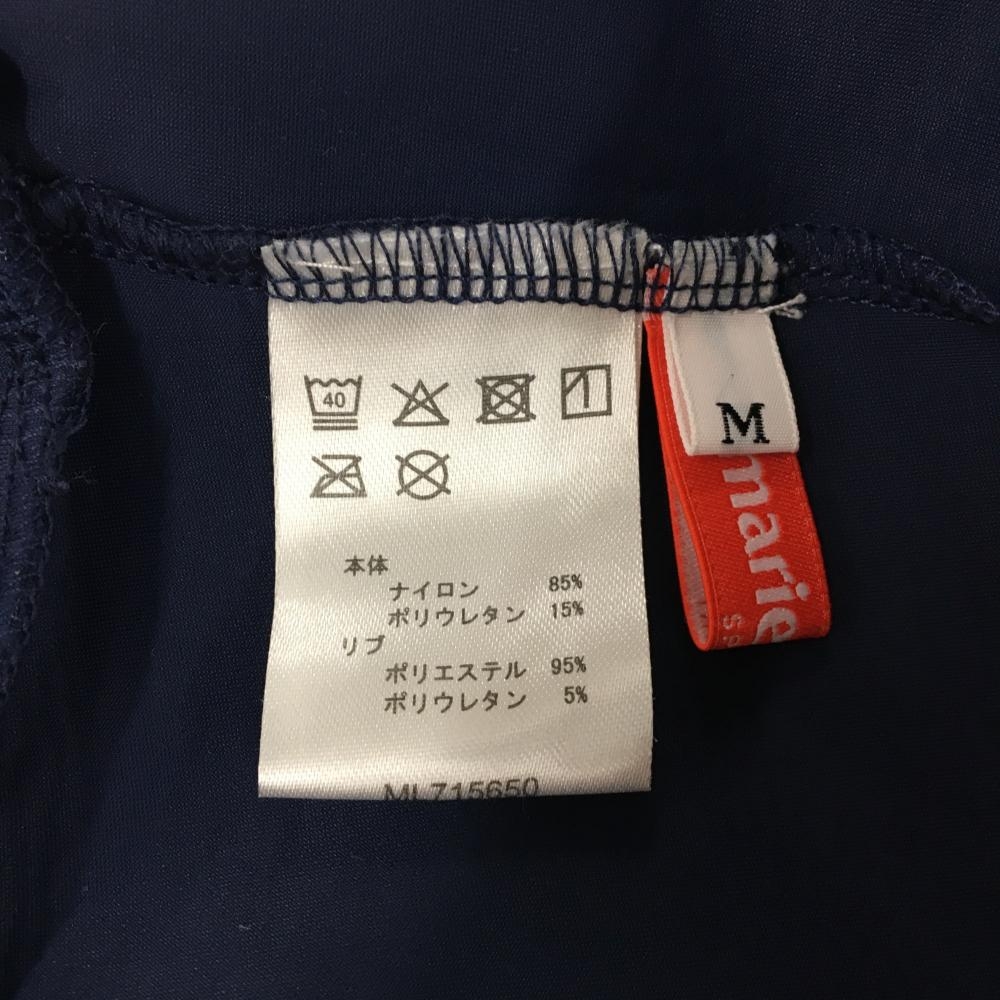 40
本体
ナイロン 85%
ポリウレタン 15%
リブ
ポリエステル 95%
ポリウレタン 5%
ML715650
M
marie